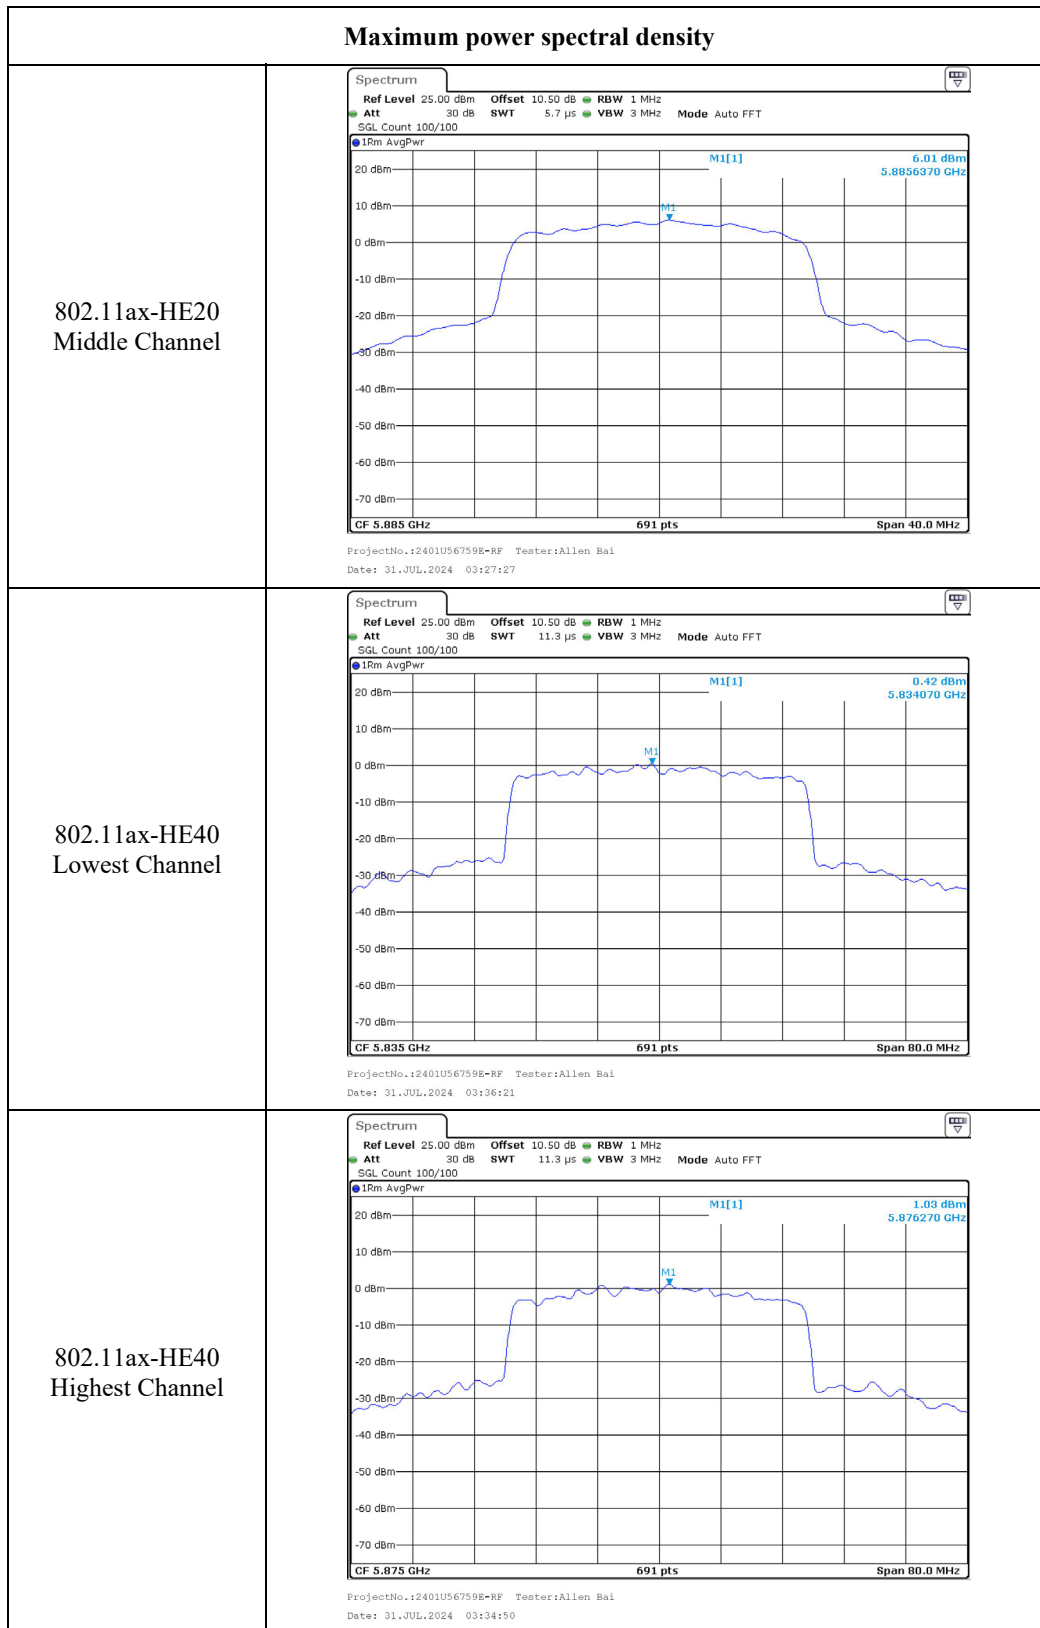 Maximum power spectral density
802.11ax-HE20
Middle Channel
Spectrum
Ref Level 25.00 dBm Offset 10.50 dB RBW 1 MHz
Att 30 dB SWT 5.7 µs VBW 3 MHz Mode Auto FFT
SGL Count 100/100
1Rm AvgPwr
M1[1] 6.01 dBm
5.8856370 GHz
20 dBm
10 dBm
M1
0 dBm
-10 dBm
-20 dBm
-30 dBm
-40 dBm
-50 dBm
-60 dBm
-70 dBm
CF 5.885 GHz 691 pts Span 40.0 MHz
ProjectNo.:2401U56759E-RF Tester:Allen Bai
Date: 31.JUL.2024 03:27:27
802.11ax-HE40
Lowest Channel
Spectrum
Ref Level 25.00 dBm Offset 10.50 dB RBW 1 MHz
Att 30 dB SWT 11.3 µs VBW 3 MHz Mode Auto FFT
SGL Count 100/100
1Rm AvgPwr
M1[1] 0.42 dBm
5.834070 GHz
20 dBm
10 dBm
M1
0 dBm
-10 dBm
-20 dBm
-30 dBm
-40 dBm
-50 dBm
-60 dBm
-70 dBm
CF 5.835 GHz 691 pts Span 80.0 MHz
ProjectNo.:2401U56759E-RF Tester:Allen Bai
Date: 31.JUL.2024 03:36:21
802.11ax-HE40
Highest Channel
Spectrum
Ref Level 25.00 dBm Offset 10.50 dB RBW 1 MHz
Att 30 dB SWT 11.3 µs VBW 3 MHz Mode Auto FFT
SGL Count 100/100
1Rm AvgPwr
M1[1] 1.03 dBm
5.876270 GHz
20 dBm
10 dBm
M1
0 dBm
-10 dBm
-20 dBm
-30 dBm
-40 dBm
-50 dBm
-60 dBm
-70 dBm
CF 5.875 GHz 691 pts Span 80.0 MHz
ProjectNo.:2401U56759E-RF Tester:Allen Bai
Date: 31.JUL.2024 03:34:50